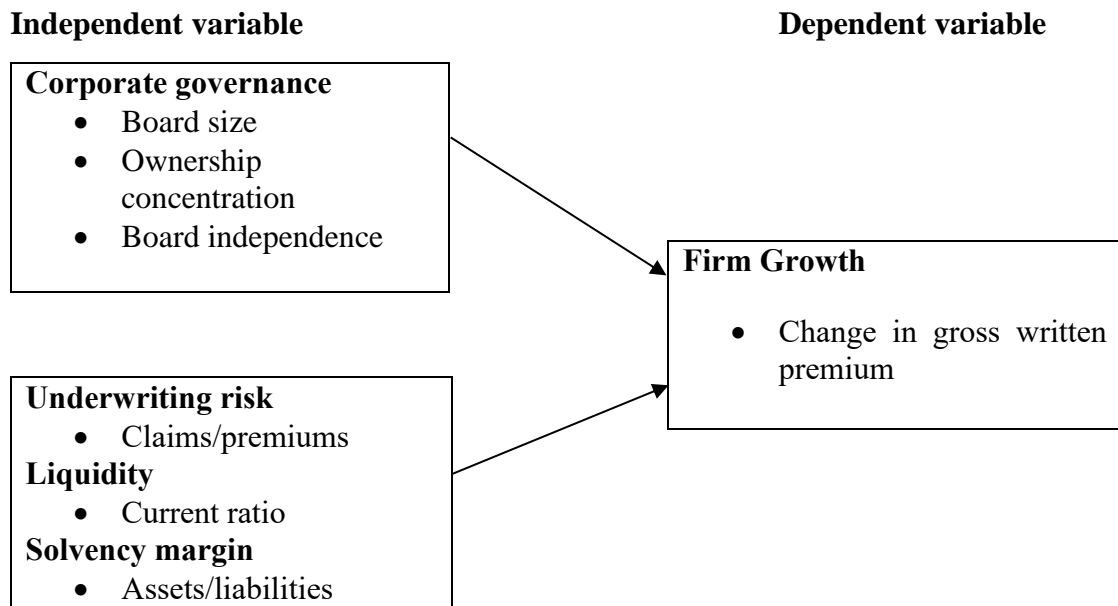 Independent variable
Dependent variable
Corporate governance
• Board size
• Ownership
concentration
• Board independence
Firm Growth
• Change in gross written
premium
Underwriting risk
• Claims/premiums
Liquidity
• Current ratio
Solvency margin
• Assets/liabilities